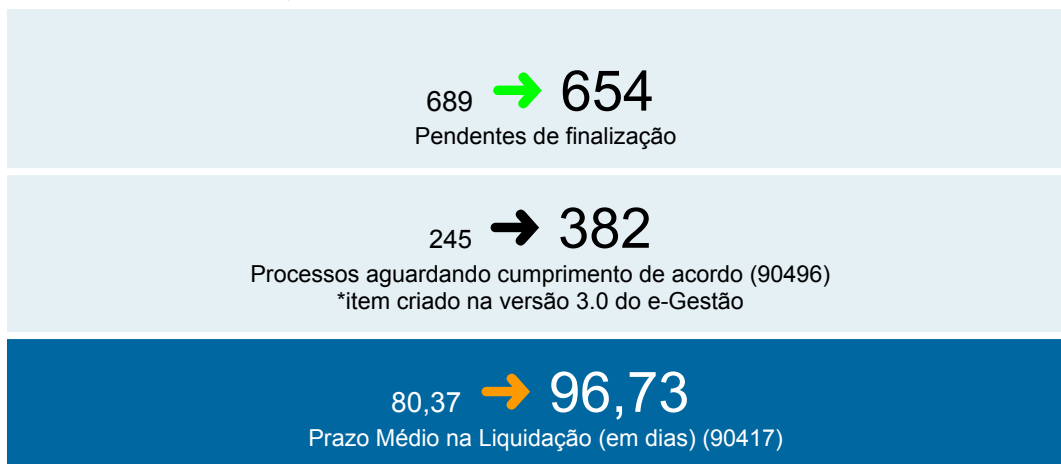 689 ➜ 654
Pendentes de finalização
245 ➜ 382
Processos aguardando cumprimento de acordo (90496)
*item criado na versão 3.0 do e-Gestão
80,37 ➜ 96,73
Prazo Médio na Liquidação (em dias) (90417)